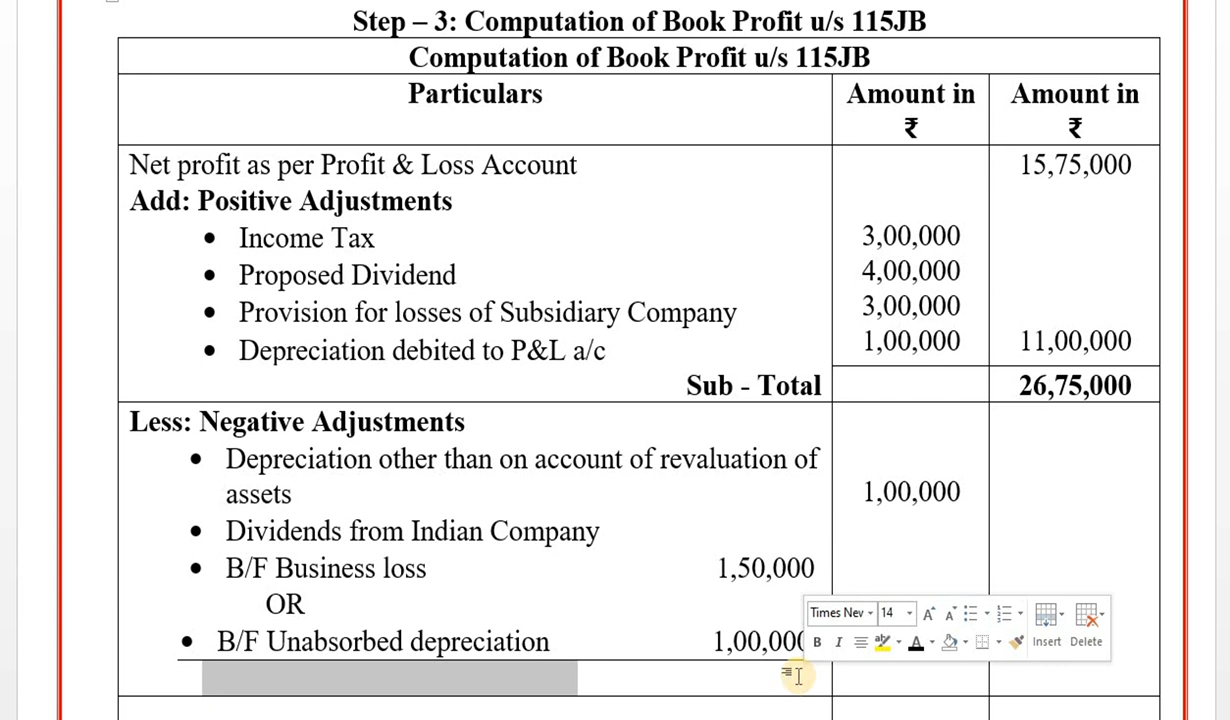 Step – 3: Computation of Book Profit u/s 115JB
Computation of Book Profit u/s 115JB
Particulars Amount in ₹ Amount in ₹
Net profit as per Profit & Loss Account 15,75,000
Add: Positive Adjustments
• Income Tax 3,00,000
• Proposed Dividend 4,00,000
• Provision for losses of Subsidiary Company 3,00,000
• Depreciation debited to P&L a/c 1,00,000 11,00,000
Sub - Total 26,75,000
Less: Negative Adjustments
• Depreciation other than on account of revaluation of
assets 1,00,000
• Dividends from Indian Company
• B/F Business loss 1,50,000
OR
Times Nev 14
• B/F Unabsorbed depreciation 1,00,000
B I A Insert Delete